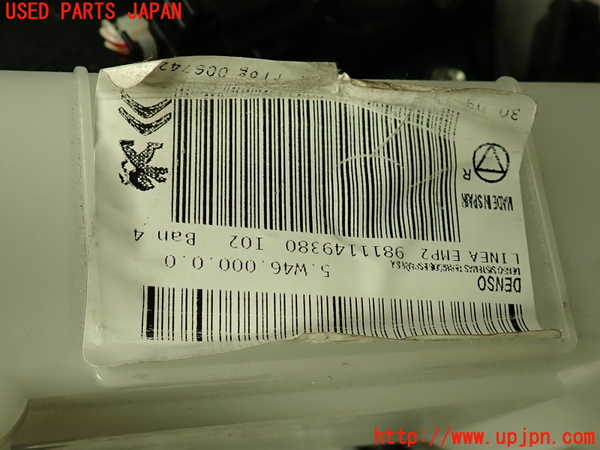 USED PARTS JAPAN
DENSO
5.W46.000.0.0
LINEA EMP2 9811149380 I02 Ban 4
MADE IN SPAIN
R
http://www.upjpn.com/